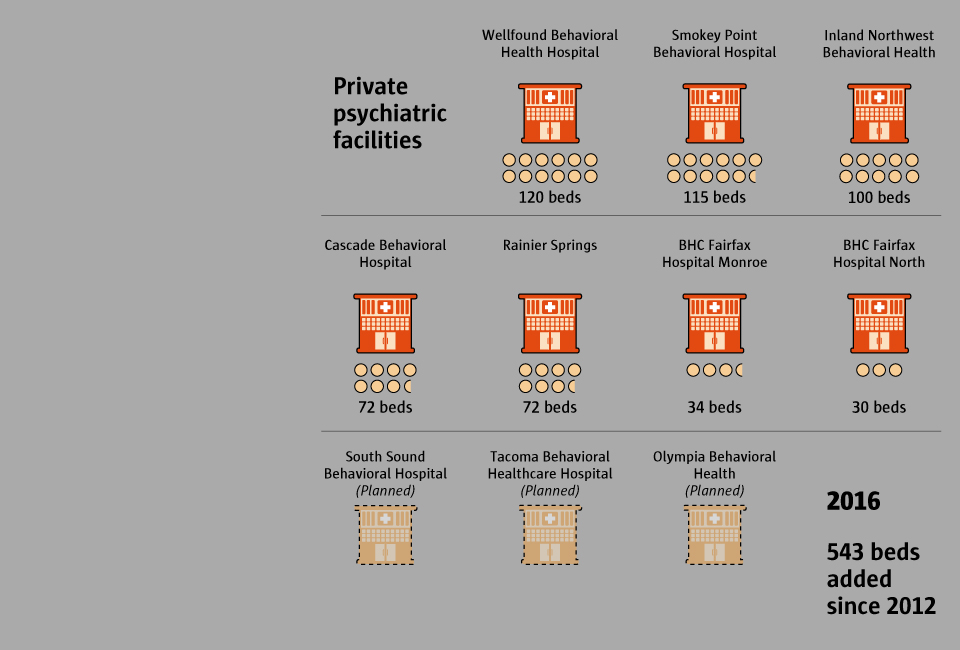 Private
psychiatric
facilities
Wellfound Behavioral
Health Hospital
120 beds
Smokey Point
Behavioral Hospital
115 beds
Inland Northwest
Behavioral Health
100 beds
Cascade Behavioral
Hospital
72 beds
Rainier Springs
72 beds
BHC Fairfax
Hospital Monroe
34 beds
BHC Fairfax
Hospital North
30 beds
South Sound
Behavioral Hospital
(Planned)
Tacoma Behavioral
Healthcare Hospital
(Planned)
Olympia Behavioral
Health
(Planned)
2016
543 beds
added
since 2012